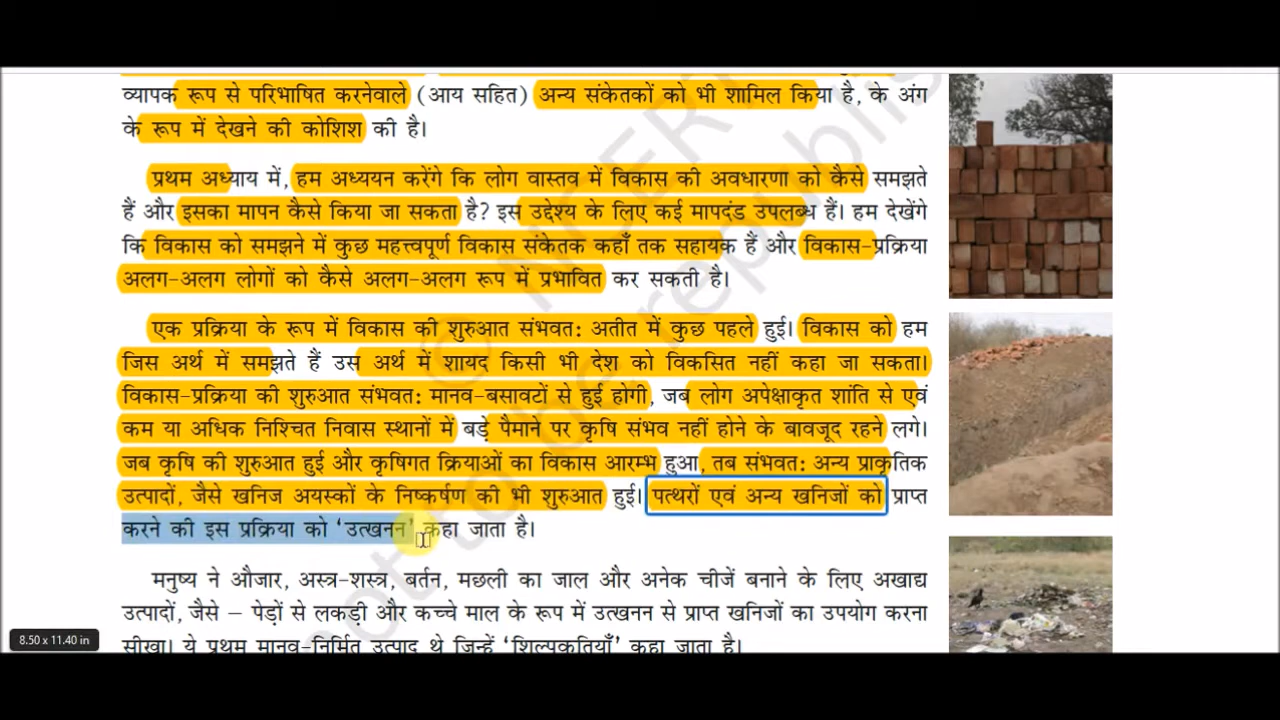 व्यापक रूप से परिभाषित करनेवाले (आय सहित) अन्य संकेतकों को भी शामिल किया है, के अंग
के रूप में देखने की कोशिश की है।
प्रथम अध्याय में, हम अध्ययन करेंगे कि लोग वास्तव में विकास की अवधारणा को कैसे समझते
हैं और इसका मापन कैसे किया जा सकता है? इस उद्देश्य के लिए कई मापदंड उपलब्ध हैं। हम देखेंगे
कि विकास को समझने में कुछ महत्त्वपूर्ण विकास संकेतक कहाँ तक सहायक हैं और विकास-प्रक्रिया
अलग-अलग लोगों को कैसे अलग-अलग रूप में प्रभावित कर सकती है।
एक प्रक्रिया के रूप में विकास की शुरुआत संभवत: अतीत में कुछ पहले हुई। विकास को हम
जिस अर्थ में समझते हैं उस अर्थ में शायद किसी भी देश को विकसित नहीं कहा जा सकता।
विकास-प्रक्रिया की शुरुआत संभवत: मानव-बसावटों से हुई होगी, जब लोग अपेक्षाकृत शांति से एवं
कम या अधिक निश्चित निवास स्थानों में बड़े पैमाने पर कृषि संभव नहीं होने के बावजूद रहने लगे।
जब कृषि की शुरुआत हुई और कृषिगत क्रियाओं का विकास आरम्भ हुआ, तब संभवत: अन्य प्राकृतिक
उत्पादों, जैसे खनिज अयस्कों के निष्कर्षण की भी शुरुआत हुई। पत्थरों एवं अन्य खनिजों को प्राप्त
करने की इस प्रक्रिया को ‘उत्खनन’ कहा जाता है।
मनुष्य ने औजार, अस्त्र-शस्त्र, बर्तन, मछली का जाल और अनेक चीजें बनाने के लिए अखाद्य
उत्पादों, जैसे – पेड़ों से लकड़ी और कच्चे माल के रूप में उत्खनन से प्राप्त खनिजों का उपयोग करना
सीखा। ये प्रथम मानव-निर्मित उत्पाद थे जिन्हें ‘शिल्पकृतियाँ’ कहा जाता है।
8.50 x 11.40 in
© NCERT
not to be republis